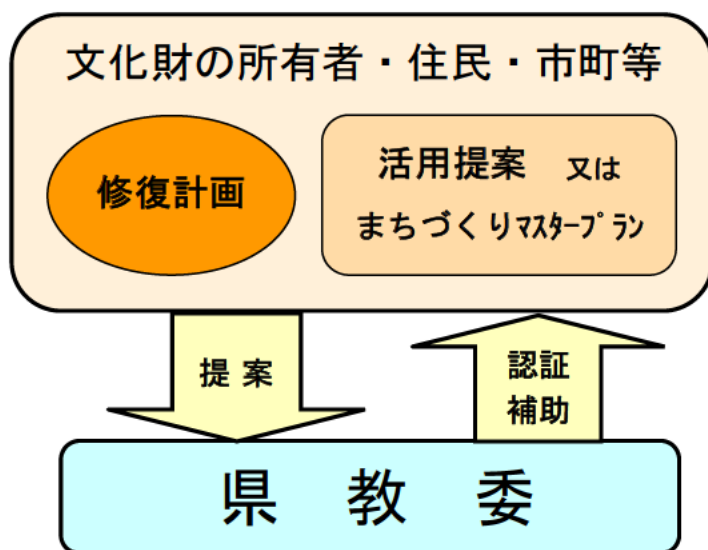 文化財の所有者・住民・市町等
修復計画
活用提案 又は
まちづくりﾏｽﾀｰﾌﾟﾗﾝ
提 案
認証
補助
県 教 委